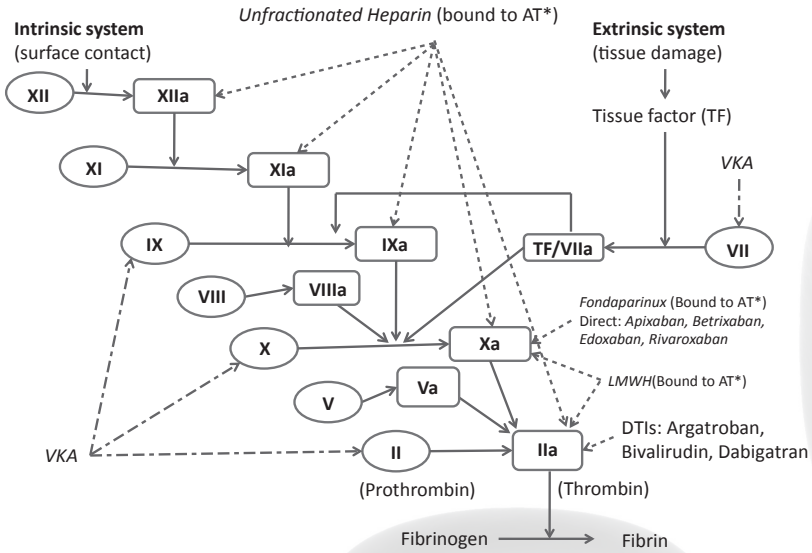 Unfractionated Heparin (bound to AT*)
Intrinsic system
(surface contact)
Extrinsic system
(tissue damage)
XII
XIIa
Tissue factor (TF)
XI
XIa
VKA
IX
IXa
TF/VIIa
VII
VIII
VIIIa
Fondaparinux (Bound to AT*)
Direct: Apixaban, Betrixaban,
Edoxaban, Rivaroxaban
X
Xa
LMWH(Bound to AT*)
V
Va
DTIs: Argatroban,
Bivalirudin, Dabigatran
VKA
II
IIa
(Prothrombin)
(Thrombin)
Fibrinogen
Fibrin